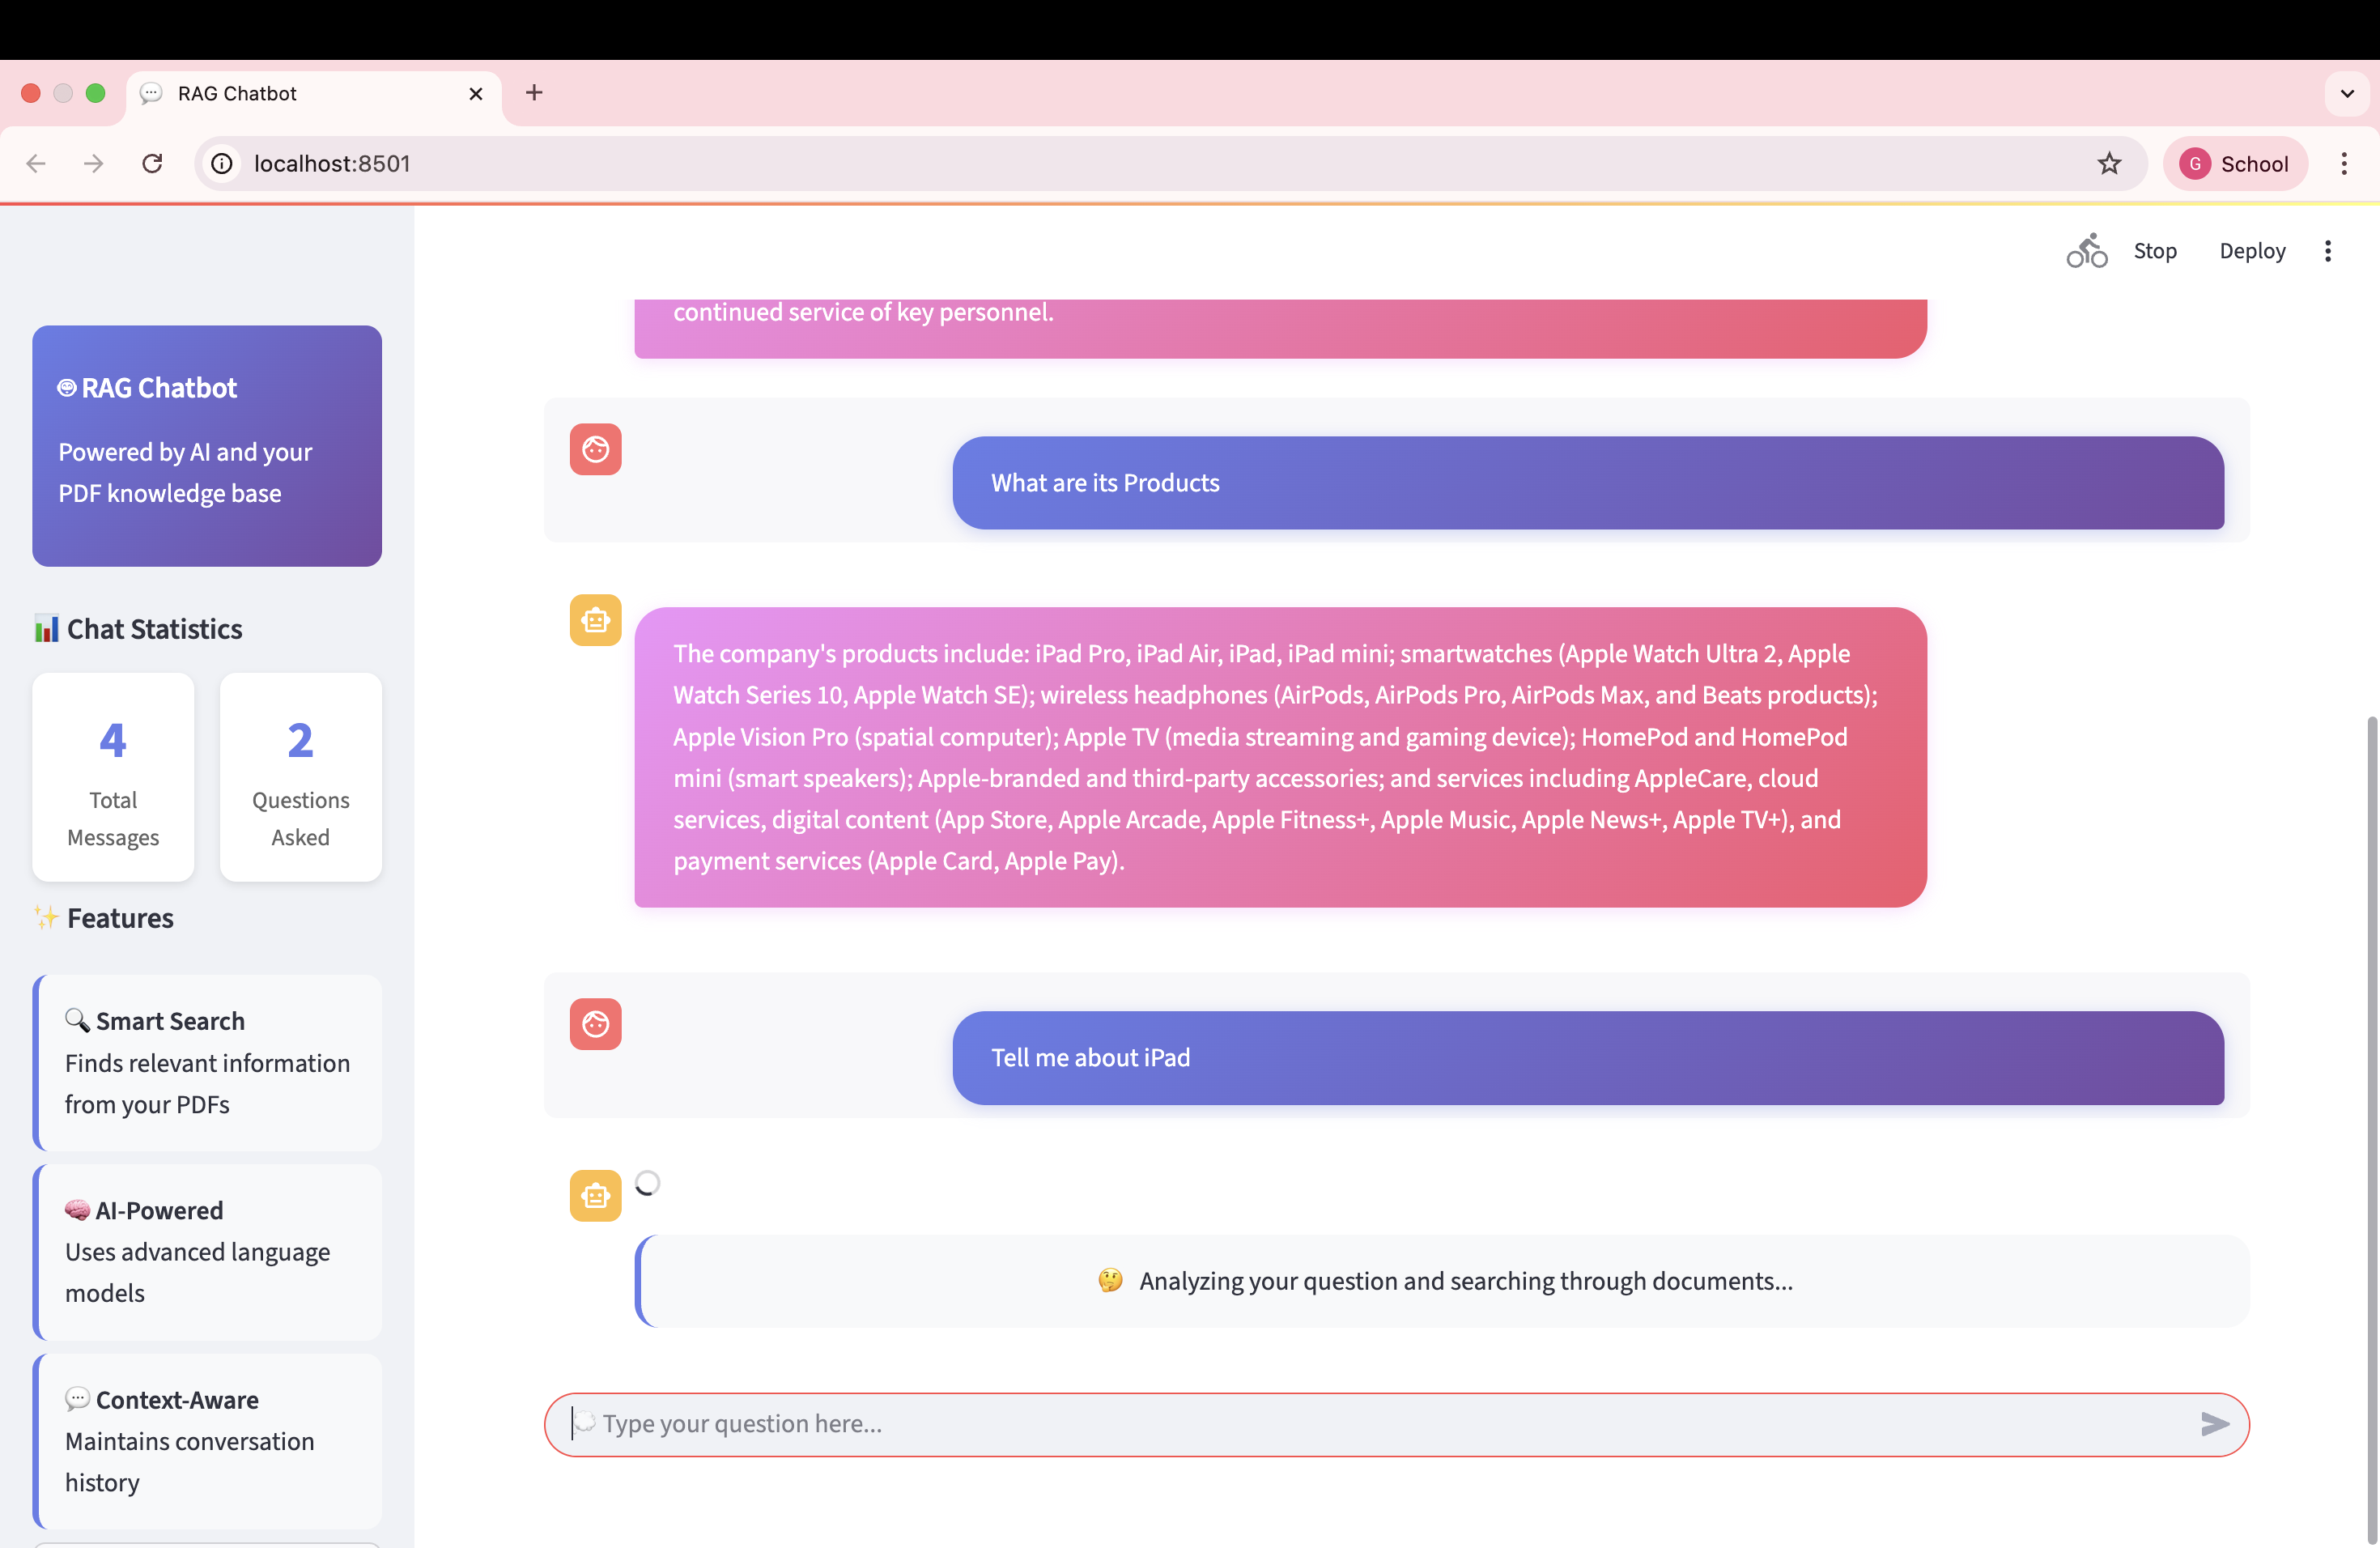 RAG Chatbot
localhost:8501
G School
Stop Deploy
RAG Chatbot
Powered by AI and your
PDF knowledge base
Chat Statistics
4
Total
Messages
2
Questions
Asked
Features
Smart Search
Finds relevant information
from your PDFs
AI-Powered
Uses advanced language
models
Context-Aware
Maintains conversation
history
continued service of key personnel.
What are its Products
The company's products include: iPad Pro, iPad Air, iPad, iPad mini; smartwatches (Apple Watch Ultra 2, Apple
Watch Series 10, Apple Watch SE); wireless headphones (AirPods, AirPods Pro, AirPods Max, and Beats products);
Apple Vision Pro (spatial computer); Apple TV (media streaming and gaming device); HomePod and HomePod
mini (smart speakers); Apple-branded and third-party accessories; and services including AppleCare, cloud
services, digital content (App Store, Apple Arcade, Apple Fitness+, Apple Music, Apple News+, Apple TV+), and
payment services (Apple Card, Apple Pay).
Tell me about iPad
🤔 Analyzing your question and searching through documents...
Type your question here...